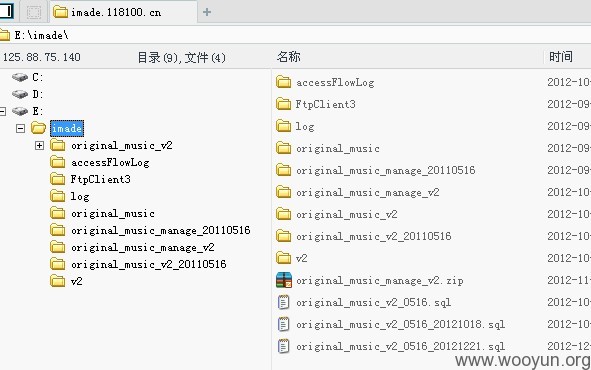 imade.118100.cn
E:\imade\
125.88.75.140 目录(9),文件(4) 名称 时间
C:
D:
E:
imade
original_music_v2
accessFlowLog
FtpClient3
log
original_music
original_music_manage_20110516
original_music_manage_v2
original_music_v2_20110516
v2
accessFlowLog 2012-10-
FtpClient3 2012-09-
log 2012-09-
original_music 2012-09-
original_music_manage_20110516 2012-09-
original_music_manage_v2 2012-10-
original_music_v2 2012-10-
original_music_v2_20110516 2012-09-
v2 2012-10-
original_music_manage_v2.zip 2012-11-
original_music_v2_0516.sql 2012-10-
original_music_v2_0516_20121018.sql 2012-10-
original_music_v2_0516_20121221.sql 2012-12-
www.wooyun.org